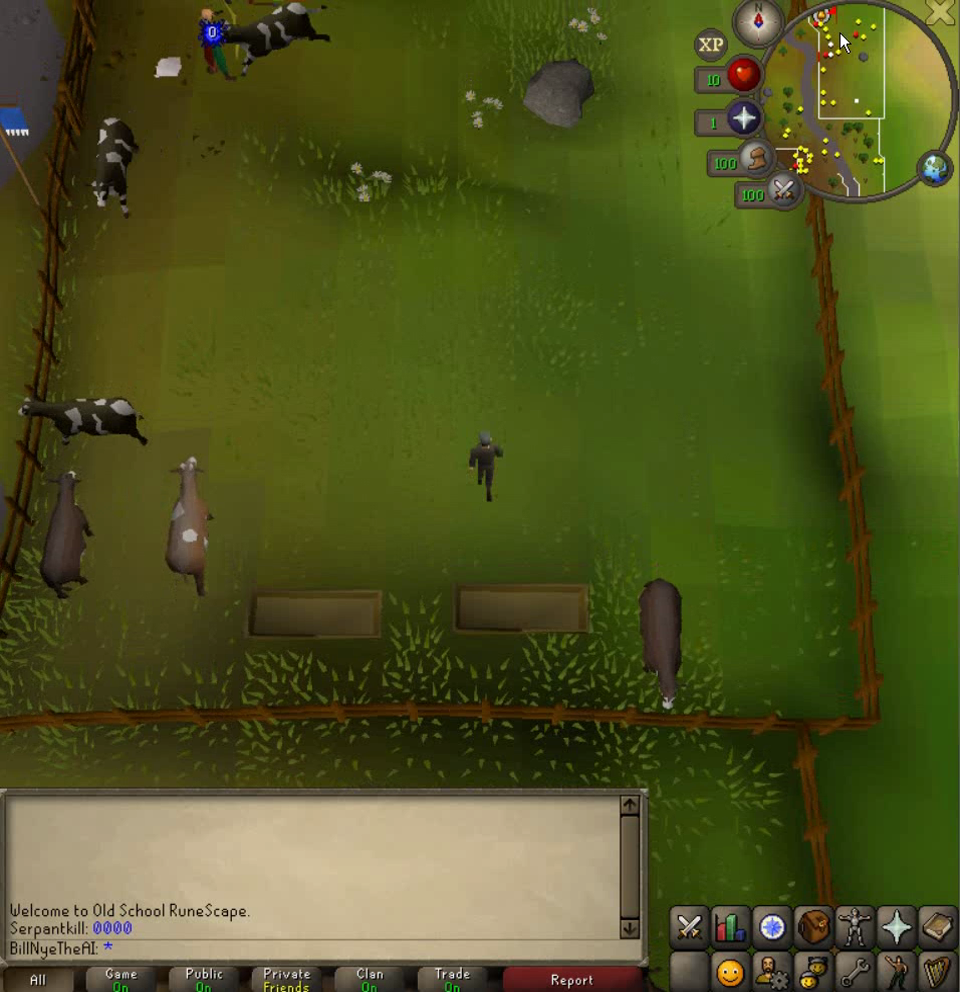 0
N
XP
10
1
100
100
Welcome to Old School RuneScape.
Serpantkill: 0000
BillNyeTheAI: *
All
Game
On
Public
On
Private
Friends
Clan
On
Trade
On
Report